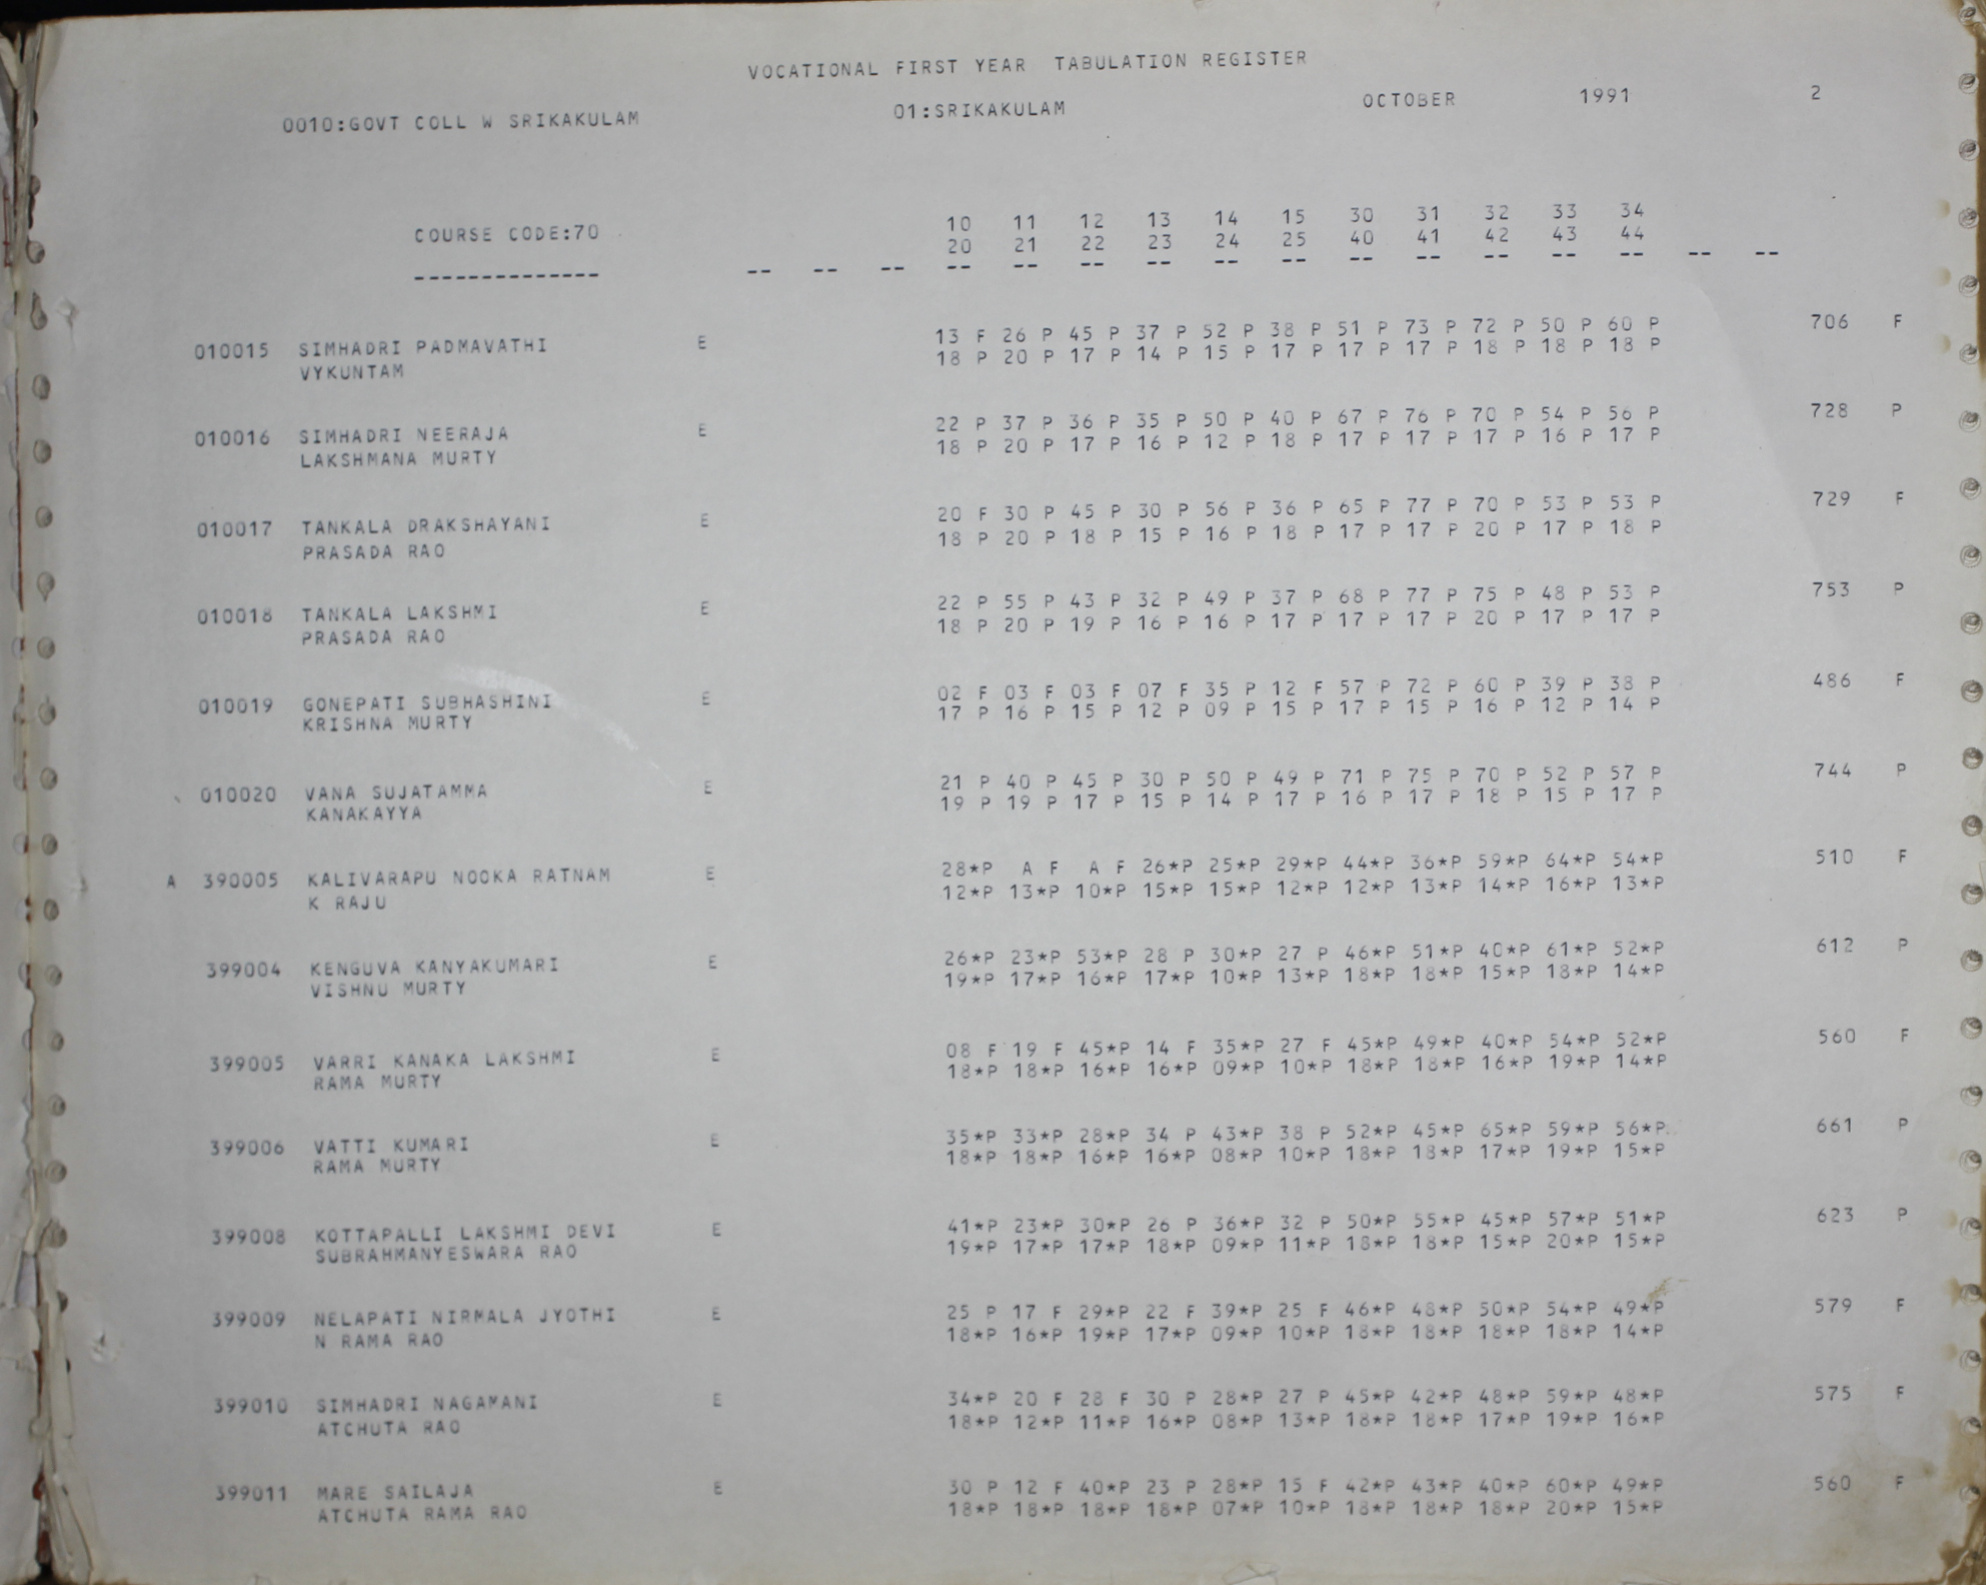 VOCATIONAL FIRST YEAR TABULATION REGISTER
0010:GOVT COLL W SRIKAKULAM 01:SRIKAKULAM OCTOBER 1991 2
10 11 12 13 14 15 30 31 32 33 34
COURSE CODE:70 20 21 22 23 24 25 40 41 42 43 44
-------------- -- -- -- -- -- -- -- -- -- -- -- -- -- -- -- --
13 F 26 P 45 P 37 P 52 P 38 P 51 P 73 P 72 P 50 P 60 P 706 F
010015 SIMHADRI PADMAVATHI E 18 P 20 P 17 P 14 P 15 P 17 P 17 P 17 P 18 P 18 P 18 P
VYKUNTAM
22 P 37 P 36 P 35 P 50 P 40 P 67 P 76 P 70 P 54 P 56 P 728 P
010016 SIMHADRI NEERAJA E 18 P 20 P 17 P 16 P 12 P 18 P 17 P 17 P 17 P 16 P 17 P
LAKSHMANA MURTY
20 F 30 P 45 P 30 P 56 P 36 P 65 P 77 P 70 P 53 P 53 P 729 F
010017 TANKALA DRAKSHAYANI E 18 P 20 P 18 P 15 P 16 P 18 P 17 P 17 P 20 P 17 P 18 P
PRASADA RAO
22 P 55 P 43 P 32 P 49 P 37 P 68 P 77 P 75 P 48 P 53 P 753 P
010018 TANKALA LAKSHMI E 18 P 20 P 19 P 16 P 16 P 17 P 17 P 17 P 20 P 17 P 17 P
PRASADA RAO
02 F 03 F 03 F 07 F 35 P 12 F 57 P 72 P 60 P 39 P 38 P 486 F
010019 GONEPATI SUBHASHINI E 17 P 16 P 15 P 12 P 09 P 15 P 17 P 15 P 16 P 12 P 14 P
KRISHNA MURTY
21 P 40 P 45 P 30 P 50 P 49 P 71 P 75 P 70 P 52 P 57 P 744 P
010020 VANA SUJATAMMA E 19 P 19 P 17 P 15 P 14 P 17 P 16 P 17 P 18 P 15 P 17 P
KANAKAYYA
28*P A F A F 26*P 25*P 29*P 44*P 36*P 59*P 64*P 54*P 510 F
A 390005 KALIVARAPU NOOKA RATNAM E 12*P 13*P 10*P 15*P 15*P 12*P 12*P 13*P 14*P 16*P 13*P
K RAJU
26*P 23*P 53*P 28 P 30*P 27 P 46*P 51*P 40*P 61*P 52*P 612 P
399004 KENGUVA KANYAKUMARI E 19*P 17*P 16*P 17*P 10*P 13*P 18*P 18*P 15*P 18*P 14*P
VISHNU MURTY
08 F 19 F 45*P 14 F 35*P 27 F 45*P 49*P 40*P 54*P 52*P 560 F
399005 VARRI KANAKA LAKSHMI E 18*P 18*P 16*P 16*P 09*P 10*P 18*P 18*P 16*P 19*P 14*P
RAMA MURTY
35*P 33*P 28*P 34 P 43*P 38 P 52*P 45*P 65*P 59*P 56*P 661 P
399006 VATTI KUMARI E 18*P 18*P 16*P 16*P 08*P 10*P 18*P 18*P 17*P 19*P 15*P
RAMA MURTY
41*P 23*P 30*P 26 P 36*P 32 P 50*P 55*P 45*P 57*P 51*P 623 P
399008 KOTTAPALLI LAKSHMI DEVI E 19*P 17*P 17*P 18*P 09*P 11*P 18*P 18*P 15*P 20*P 15*P
SUBRAHMANYESWARA RAO
25 P 17 F 29*P 22 F 39*P 25 F 46*P 48*P 50*P 54*P 49*P 579 F
399009 NELAPATI NIRMALA JYOTHI E 18*P 16*P 19*P 17*P 09*P 10*P 18*P 18*P 18*P 18*P 14*P
N RAMA RAO
34*P 20 F 28 F 30 P 28*P 27 P 45*P 42*P 48*P 59*P 48*P 575 F
399010 SIMHADRI NAGAMANI E 18*P 12*P 11*P 16*P 08*P 13*P 18*P 18*P 17*P 19*P 16*P
ATCHUTA RAO
30 P 12 F 40*P 23 P 28*P 15 F 42*P 43*P 40*P 60*P 49*P 560 F
399011 MARE SAILAJA E 18*P 18*P 18*P 18*P 07*P 10*P 18*P 18*P 18*P 20*P 15*P
ATCHUTA RAMA RAO